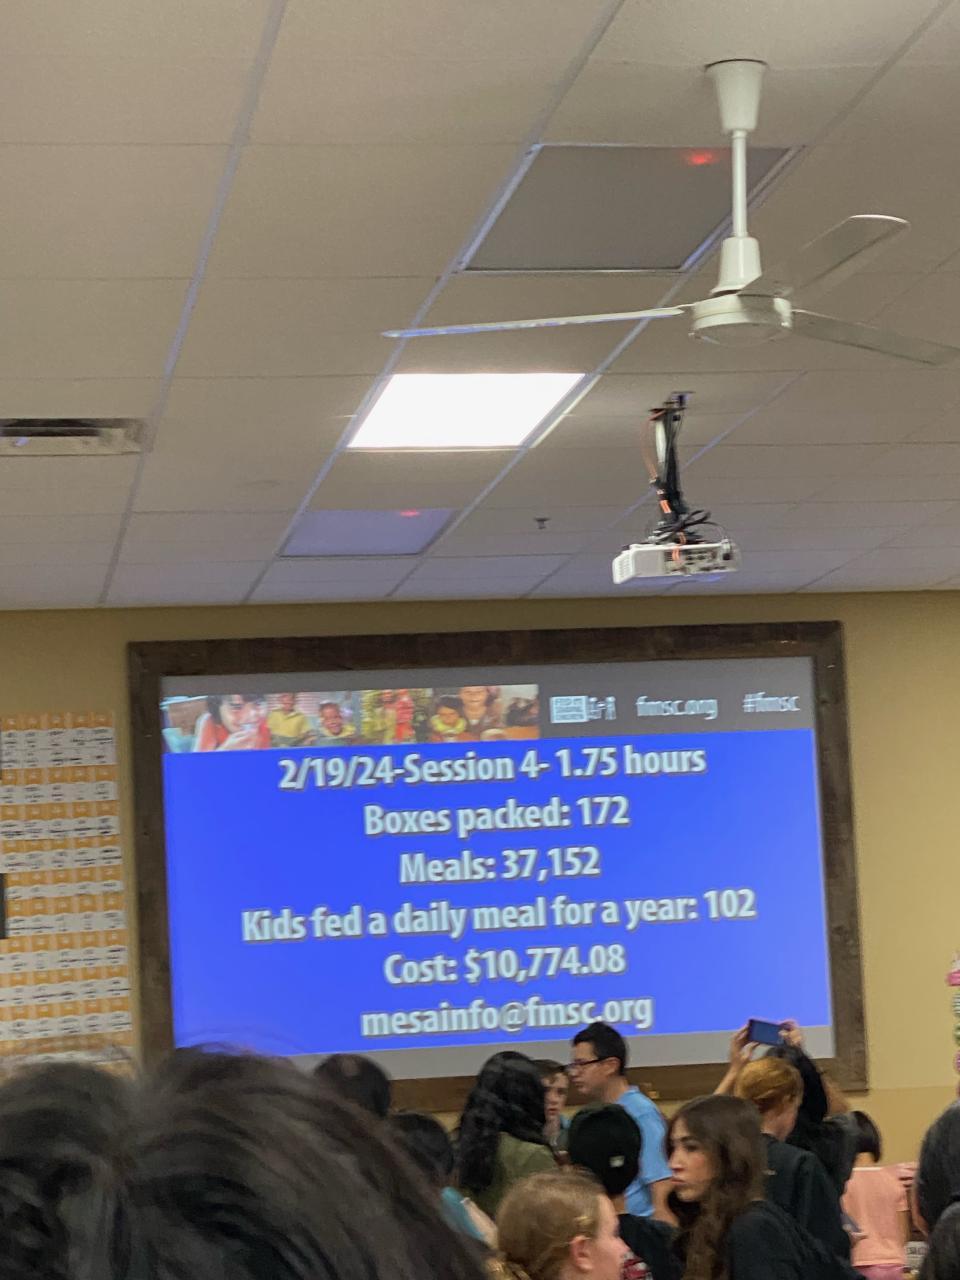 fmsc.org #fmsc
2/19/24-Session 4- 1.75 hours
Boxes packed: 172
Meals: 37,152
Kids fed a daily meal for a year: 102
Cost: $10,774.08
mesainfo@fmsc.org